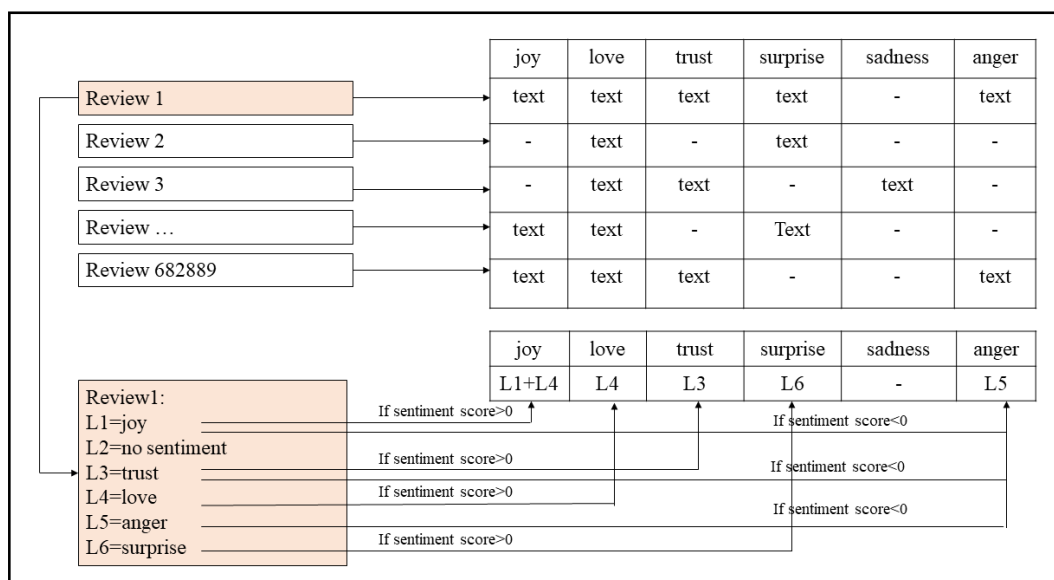 joy love trust surprise sadness anger
Review 1 text text text text - text
Review 2 - text - text - -
Review 3 - text text - text -
Review … text text - Text - -
Review 682889 text text text - - text
joy love trust surprise sadness anger
L1+L4 L4 L3 L6 - L5
Review1:
L1=joy If sentiment score>0 If sentiment score<0
L2=no sentiment
L3=trust If sentiment score>0 If sentiment score<0
L4=love If sentiment score>0
L5=anger If sentiment score<0
L6=surprise If sentiment score>0